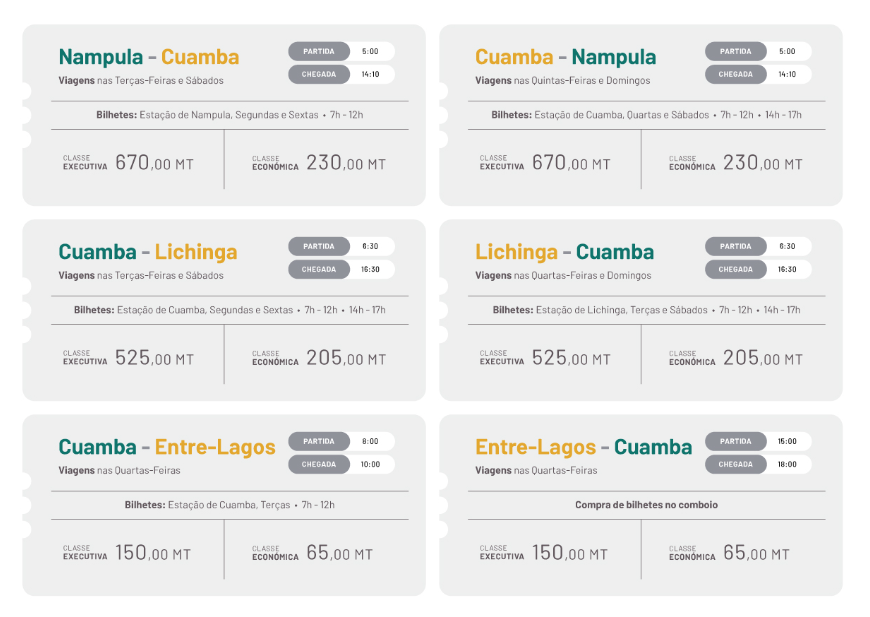 Nampula - Cuamba
PARTIDA 5:00
CHEGADA 14:10
Viagens nas Terças-Feiras e Sábados
Bilhetes: Estação de Nampula, Segundas e Sextas • 7h - 12h
CLASSE
EXECUTIVA 670,00 MT
CLASSE
ECONÓMICA 230,00 MT
Cuamba - Nampula
PARTIDA 5:00
CHEGADA 14:10
Viagens nas Quintas-Feiras e Domingos
Bilhetes: Estação de Cuamba, Quartas e Sábados • 7h - 12h • 14h - 17h
CLASSE
EXECUTIVA 670,00 MT
CLASSE
ECONÓMICA 230,00 MT
Cuamba - Lichinga
PARTIDA 6:30
CHEGADA 16:30
Viagens nas Terças-Feiras e Sábados
Bilhetes: Estação de Cuamba, Segundas e Sextas • 7h - 12h • 14h - 17h
CLASSE
EXECUTIVA 525,00 MT
CLASSE
ECONÓMICA 205,00 MT
Lichinga - Cuamba
PARTIDA 6:30
CHEGADA 16:30
Viagens nas Quartas-Feiras e Domingos
Bilhetes: Estação de Lichinga, Terças e Sábados • 7h - 12h • 14h - 17h
CLASSE
EXECUTIVA 525,00 MT
CLASSE
ECONÓMICA 205,00 MT
Cuamba - Entre-Lagos
PARTIDA 8:00
CHEGADA 10:00
Viagens nas Quartas-Feiras
Bilhetes: Estação de Cuamba, Terças • 7h - 12h
CLASSE
EXECUTIVA 150,00 MT
CLASSE
ECONÓMICA 65,00 MT
Entre-Lagos - Cuamba
PARTIDA 15:00
CHEGADA 18:00
Viagens nas Quartas-Feiras
Compra de bilhetes no comboio
CLASSE
EXECUTIVA 150,00 MT
CLASSE
ECONÓMICA 65,00 MT